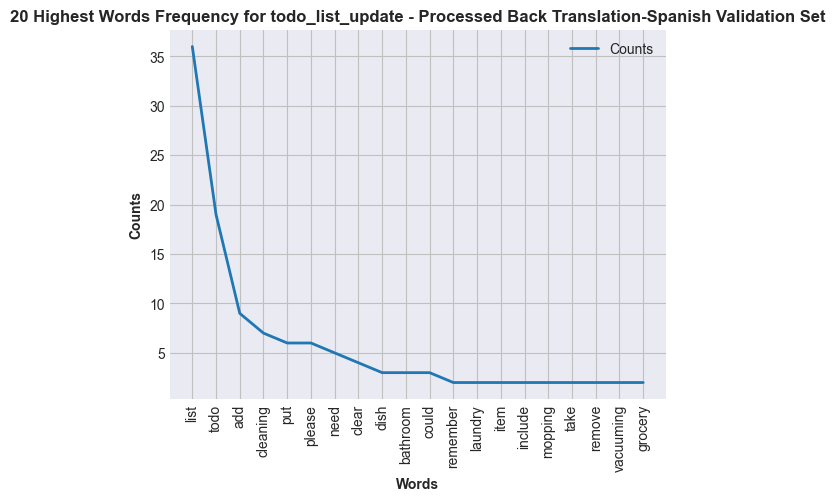 20 Highest Words Frequency for todo_list_update - Processed Back Translation-Spanish Validation Set
Counts
35
30
25
20
15
10
5
Counts
list
todo
add
cleaning
put
please
need
clear
dish
bathroom
could
remember
laundry
item
include
mopping
take
remove
vacuuming
grocery
Words